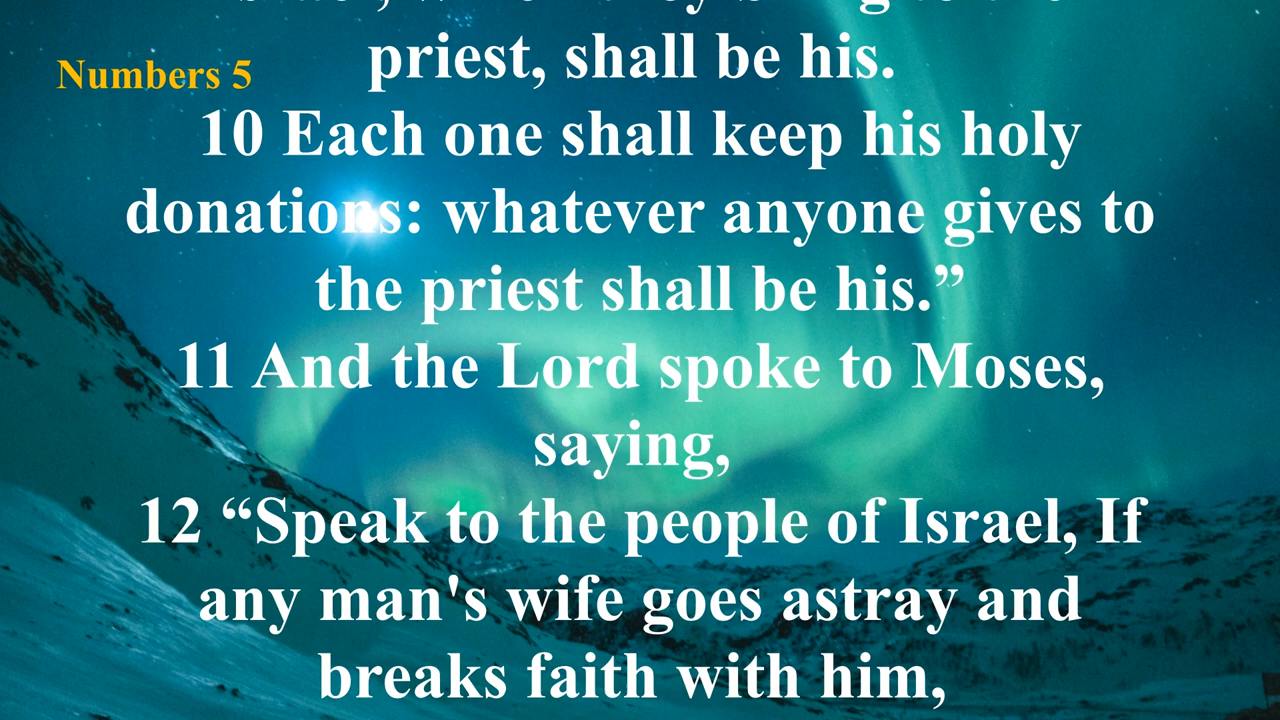 Numbers 5
priest, shall be his.
10 Each one shall keep his holy
donations: whatever anyone gives to
the priest shall be his.”
11 And the Lord spoke to Moses,
saying,
12 “Speak to the people of Israel, If
any man's wife goes astray and
breaks faith with him,